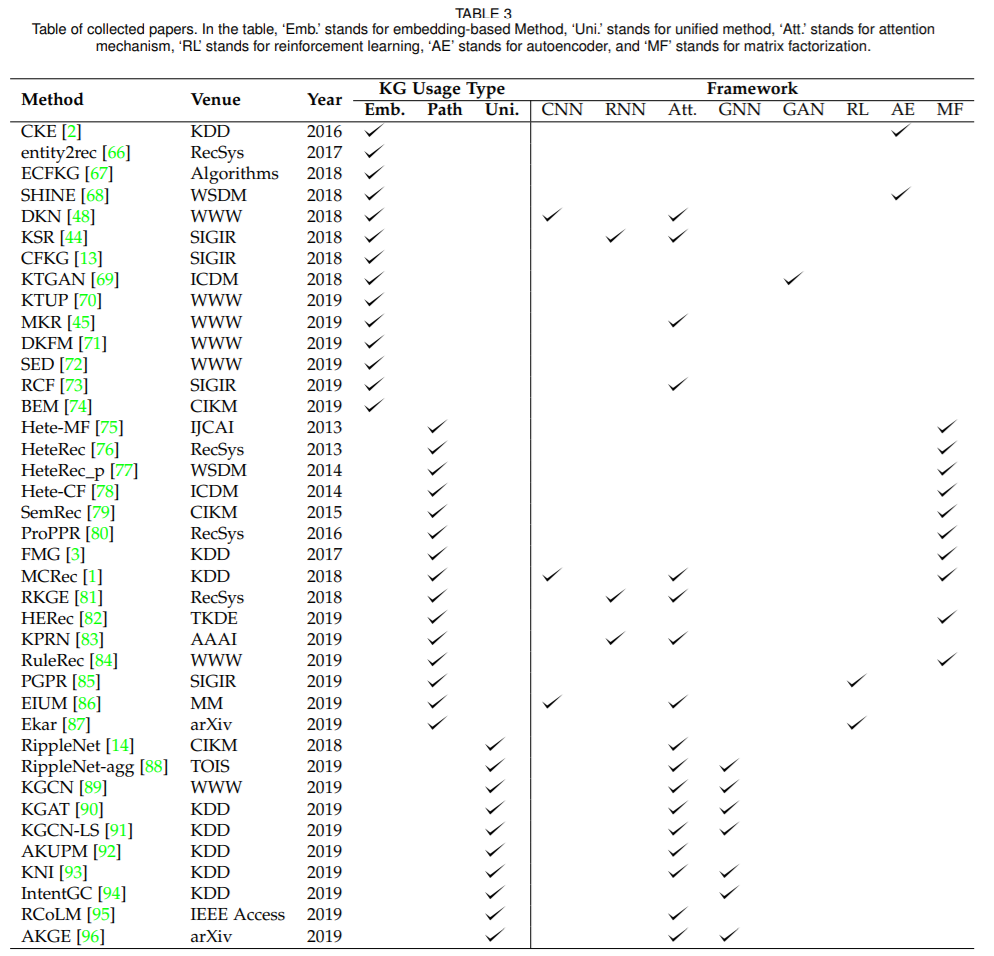 TABLE 3
Table of collected papers. In the table, ‘Emb.’ stands for embedding-based Method, ‘Uni.’ stands for unified method, ‘Att.’ stands for attention
mechanism, ‘RL’ stands for reinforcement learning, ‘AE’ stands for autoencoder, and ‘MF’ stands for matrix factorization.
Method Venue Year KG Usage Type Framework
Emb. Path Uni. CNN RNN Att. GNN GAN RL AE MF
CKE [2] KDD 2016 ✓ ✓
entity2rec [66] RecSys 2017 ✓
ECFKG [67] Algorithms 2018 ✓
SHINE [68] WSDM 2018 ✓ ✓
DKN [48] WWW 2018 ✓ ✓ ✓
KSR [44] SIGIR 2018 ✓ ✓ ✓
CFKG [13] SIGIR 2018 ✓
KTGAN [69] ICDM 2018 ✓ ✓
KTUP [70] WWW 2019 ✓
MKR [45] WWW 2019 ✓ ✓
DKFM [71] WWW 2019 ✓
SED [72] WWW 2019 ✓
RCF [73] SIGIR 2019 ✓ ✓
BEM [74] CIKM 2019 ✓
Hete-MF [75] IJCAI 2013 ✓ ✓
HeteRec [76] RecSys 2013 ✓ ✓
HeteRec_p [77] WSDM 2014 ✓ ✓
Hete-CF [78] ICDM 2014 ✓ ✓
SemRec [79] CIKM 2015 ✓ ✓
ProPPR [80] RecSys 2016 ✓ ✓
FMG [3] KDD 2017 ✓ ✓
MCRec [1] KDD 2018 ✓ ✓ ✓ ✓
RKGE [81] RecSys 2018 ✓ ✓ ✓
HERec [82] TKDE 2019 ✓ ✓
KPRN [83] AAAI 2019 ✓ ✓ ✓
RuleRec [84] WWW 2019 ✓ ✓
PGPR [85] SIGIR 2019 ✓ ✓
EIUM [86] MM 2019 ✓ ✓ ✓
Ekar [87] arXiv 2019 ✓ ✓
RippleNet [14] CIKM 2018 ✓ ✓
RippleNet-agg [88] TOIS 2019 ✓ ✓ ✓
KGCN [89] WWW 2019 ✓ ✓ ✓
KGAT [90] KDD 2019 ✓ ✓ ✓
KGCN-LS [91] KDD 2019 ✓ ✓ ✓
AKUPM [92] KDD 2019 ✓ ✓
KNI [93] KDD 2019 ✓ ✓ ✓
IntentGC [94] KDD 2019 ✓ ✓
RCoLM [95] IEEE Access 2019 ✓ ✓
AKGE [96] arXiv 2019 ✓ ✓ ✓